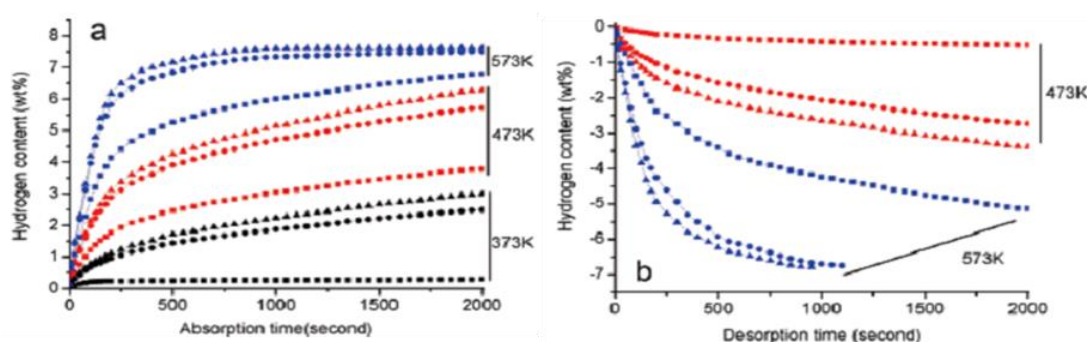 a
Hydrogen content (wt%)
8
7
6
5
4
3
2
1
0
573K
473K
373K
0 500 1000 1500 2000
Absorption time(second)
b
Hydrogen content (wt%)
0
-1
-2
-3
-4
-5
-6
-7
473K
573K
0 500 1000 1500 2000
Desorption time (second)